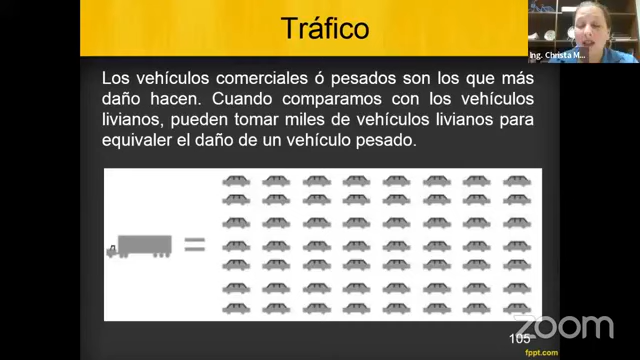 Tráfico
Ing. Christa M...
Los vehículos comerciales ó pesados son los que más
daño hacen. Cuando comparamos con los vehículos
livianos, pueden tomar miles de vehículos livianos para
equivaler el daño de un vehículo pesado.
=
105
zoom
fppt.com